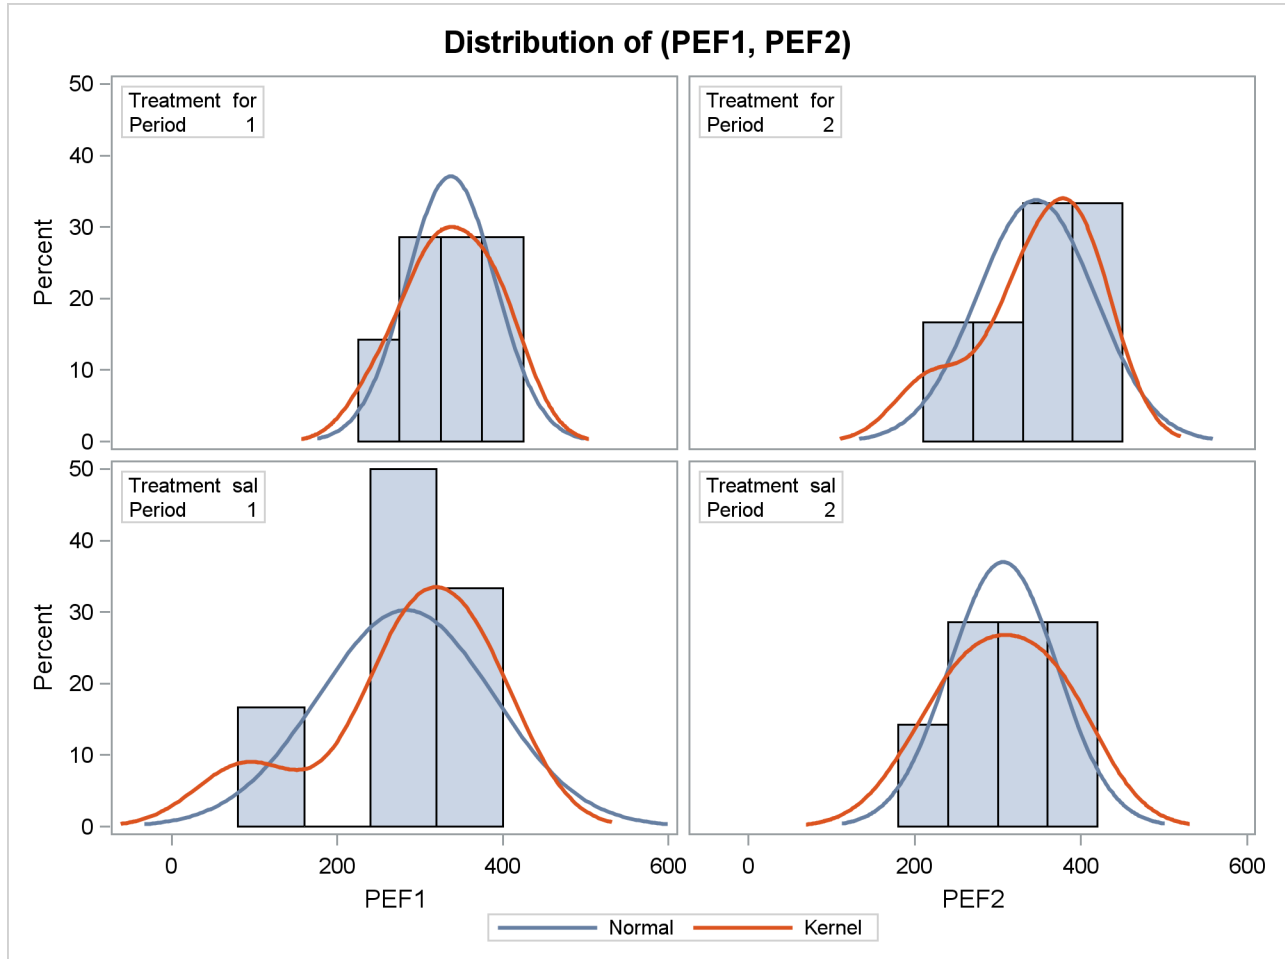 Distribution of (PEF1, PEF2)
Treatment for
Period 1
Treatment for
Period 2
50
40
30
20
10
0
Percent
Treatment sal
Period 1
Treatment sal
Period 2
50
40
30
20
10
0
Percent
0 200 400 600
0 200 400 600
PEF1
PEF2
Normal Kernel